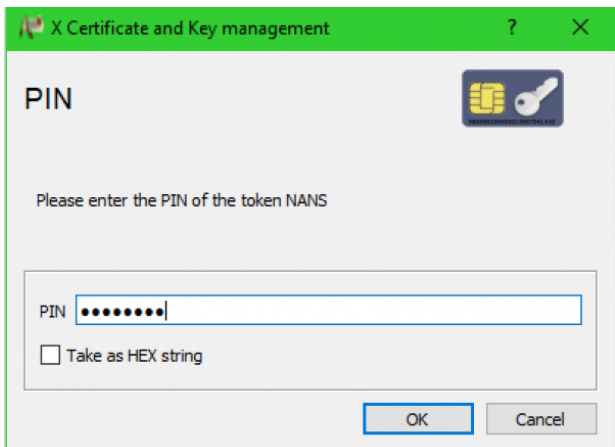 X Certificate and Key management
?
PIN
Please enter the PIN of the token NANS
PIN ●●●●●●●●
Take as HEX string
OK Cancel